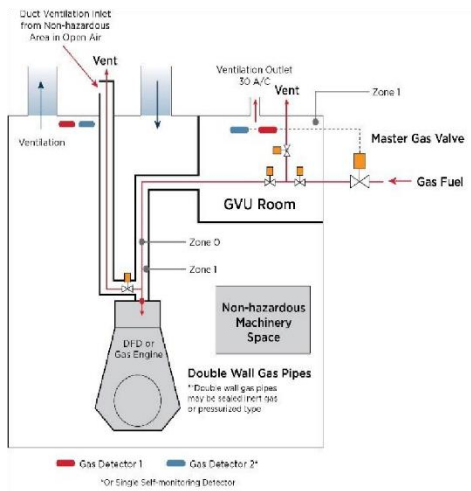 Duct Ventilation Inlet
from Non-hazardous
Area in Open Air
Vent
Ventilation Outlet
30 A/C
Vent
Zone 1
Ventilation
Master Gas Valve
Gas Fuel
GVU Room
Zone 0
Zone 1
Non-hazardous
Machinery
Space
DFD or
Gas Engine
Double Wall Gas Pipes
**Double wall gas pipes
may be sealed inert gas
or pressurized type
Gas Detector 1
Gas Detector 2*
*Or Single Self-monitoring Detector